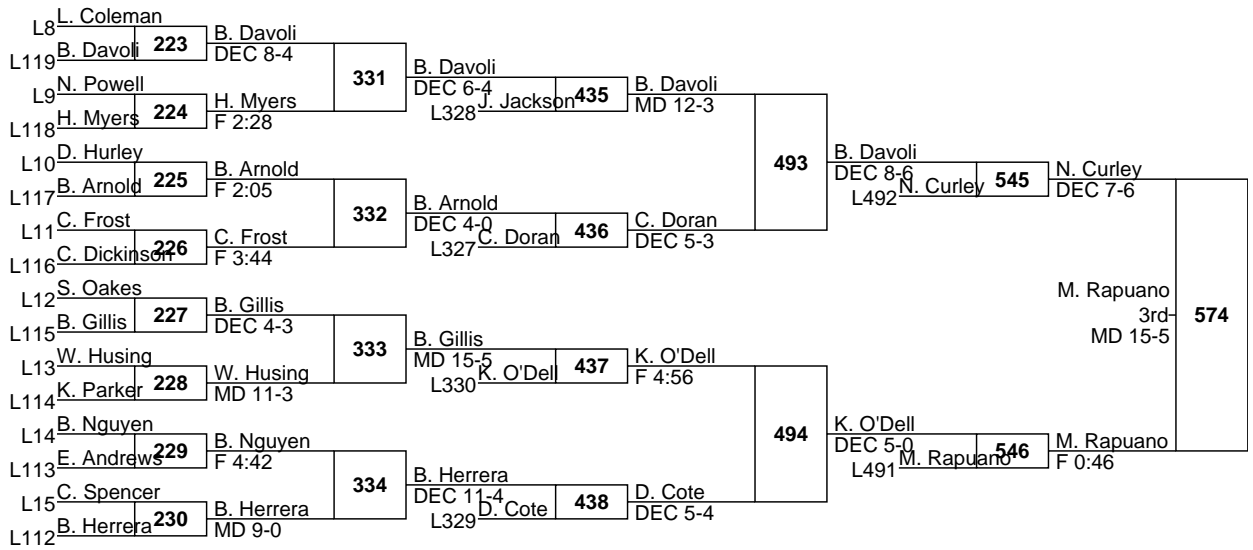 L8 L. Coleman
L119 B. Davoli
223
B. Davoli
DEC 8-4
L9 N. Powell
L118 H. Myers
224
H. Myers
F 2:28
L10 D. Hurley
L117 B. Arnold
225
B. Arnold
F 2:05
L11 C. Frost
L116 C. Dickinson
226
C. Frost
F 3:44
L12 S. Oakes
L115 B. Gillis
227
B. Gillis
DEC 4-3
L13 W. Husing
L114 K. Parker
228
W. Husing
MD 11-3
L14 B. Nguyen
L113 E. Andrews
229
B. Nguyen
F 4:42
L15 C. Spencer
L112 B. Herrera
230
B. Herrera
MD 9-0
331
B. Davoli
DEC 6-4
L328 J. Jackson
332
B. Arnold
DEC 4-0
L327 C. Doran
333
B. Gillis
MD 15-5
L330 K. O'Dell
334
B. Herrera
DEC 11-4
L329 D. Cote
435
B. Davoli
MD 12-3
436
C. Doran
DEC 5-3
437
K. O'Dell
F 4:56
438
D. Cote
DEC 5-4
493
B. Davoli
DEC 8-6
L492 N. Curley
494
K. O'Dell
DEC 5-0
L491 M. Rapuano
545
N. Curley
DEC 7-6
546
M. Rapuano
F 0:46
574
M. Rapuano
3rd
MD 15-5